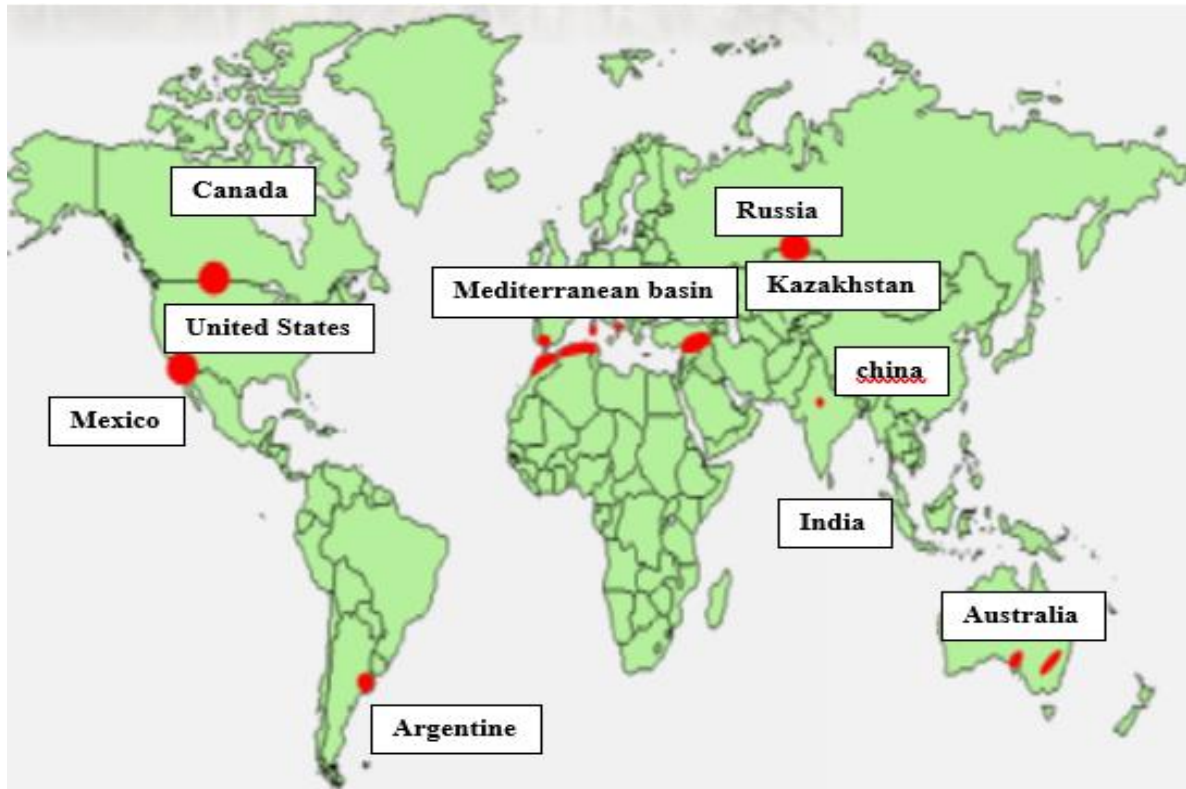 Canada
Russia
Mediterranean basin
Kazakhstan
United States
china
Mexico
India
Australia
Argentine